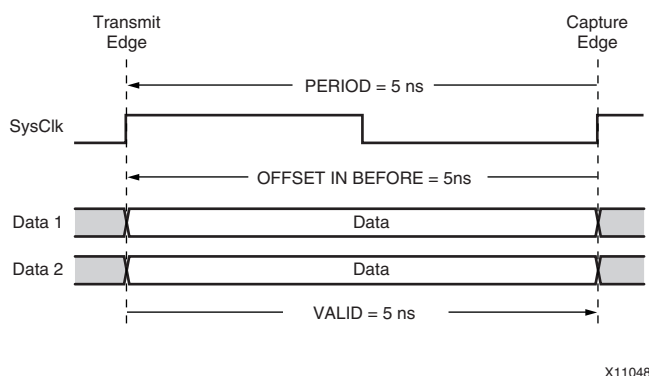 Transmit
Edge
Capture
Edge
PERIOD = 5 ns
SysClk
OFFSET IN BEFORE = 5ns
Data 1
Data
Data 2
Data
VALID = 5 ns
X11048